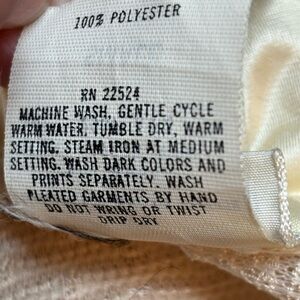 100% POLYESTER
RN 22524
MACHINE WASH, GENTLE CYCLE
WARM WATER, TUMBLE DRY, WARM
SETTING. STEAM IRON AT MEDIUM
SETTING. WASH DARK COLORS AND
PRINTS SEPARATELY. WASH
PLEATED GARMENTS BY HAND
DO NOT WRING OR TWIST
DRIP DRY